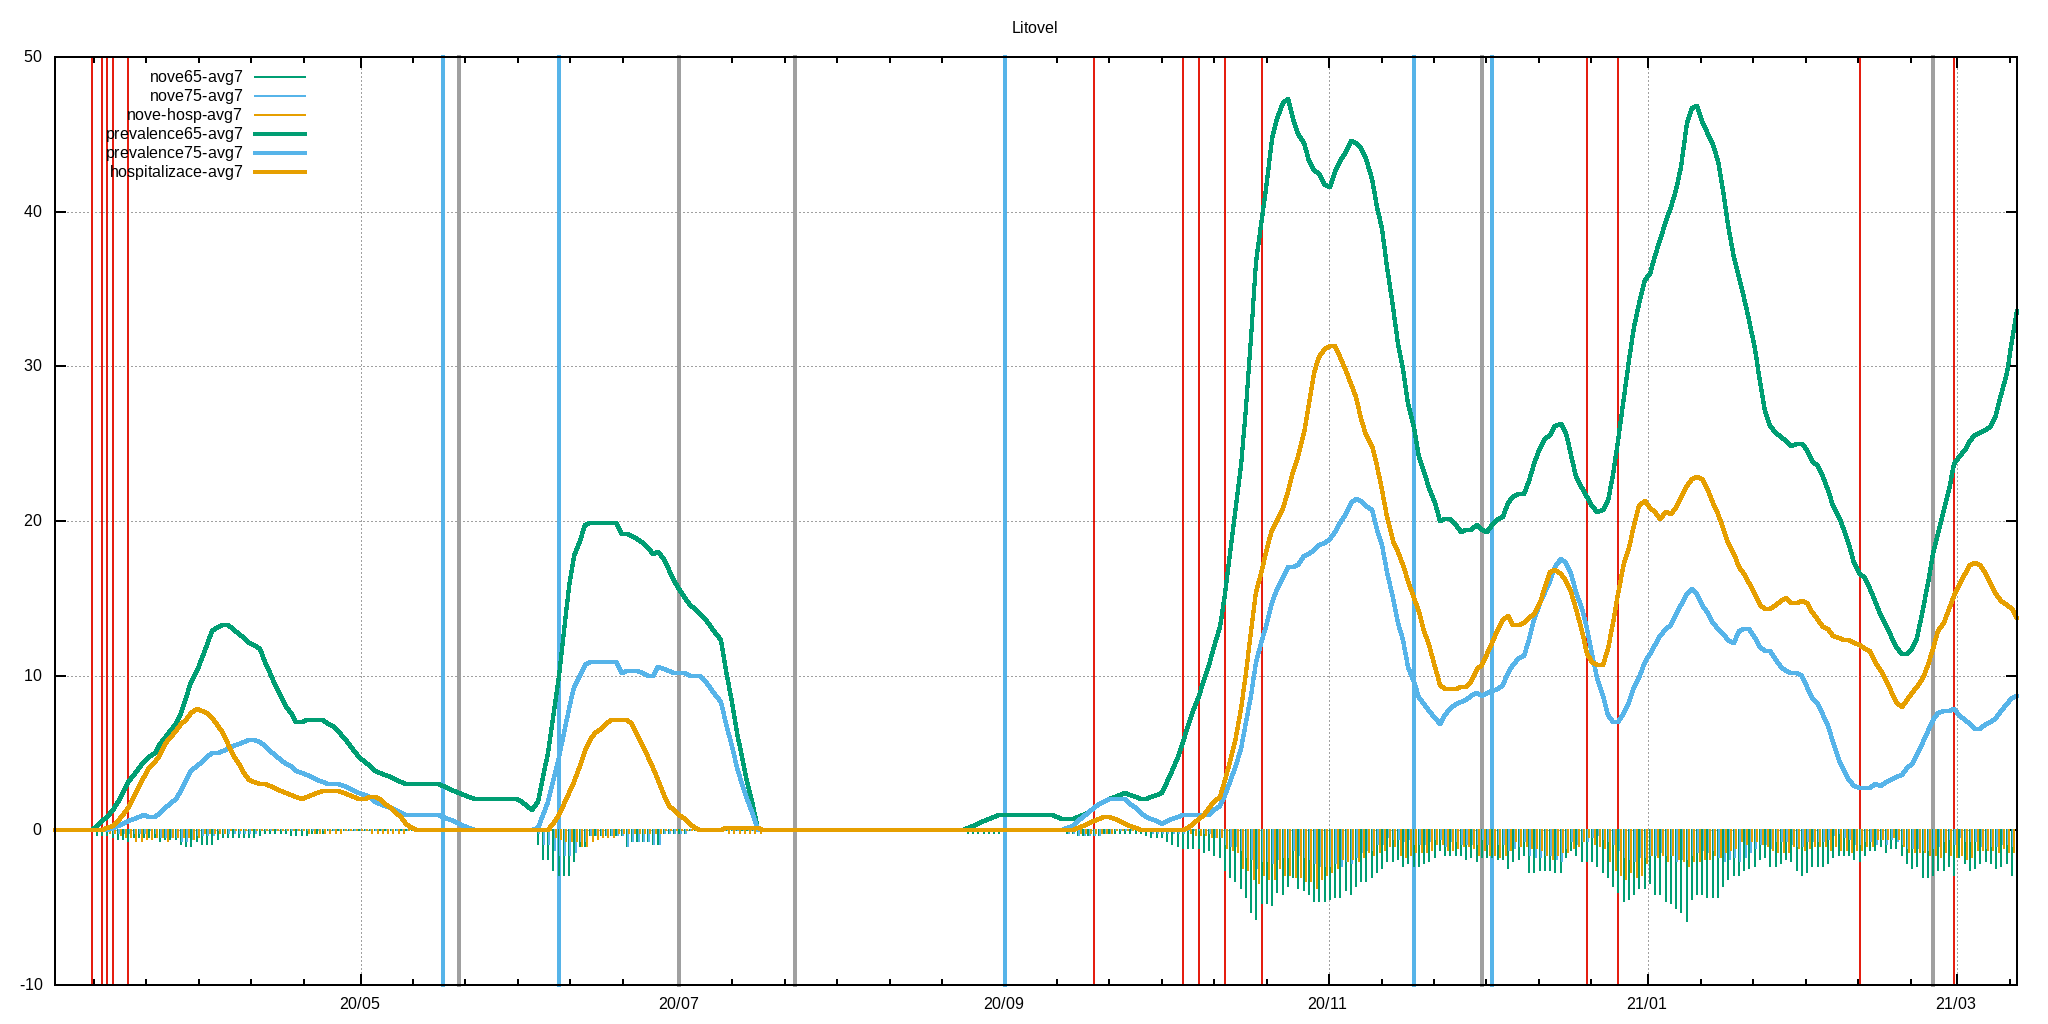 Litovel
50
nove65-avg7
nove75-avg7
nove-hosp-avg7
prevalence65-avg7
prevalence75-avg7
hospitalizace-avg7
40
30
20
10
0
-10
20/05 20/07 20/09 20/11 21/01 21/03